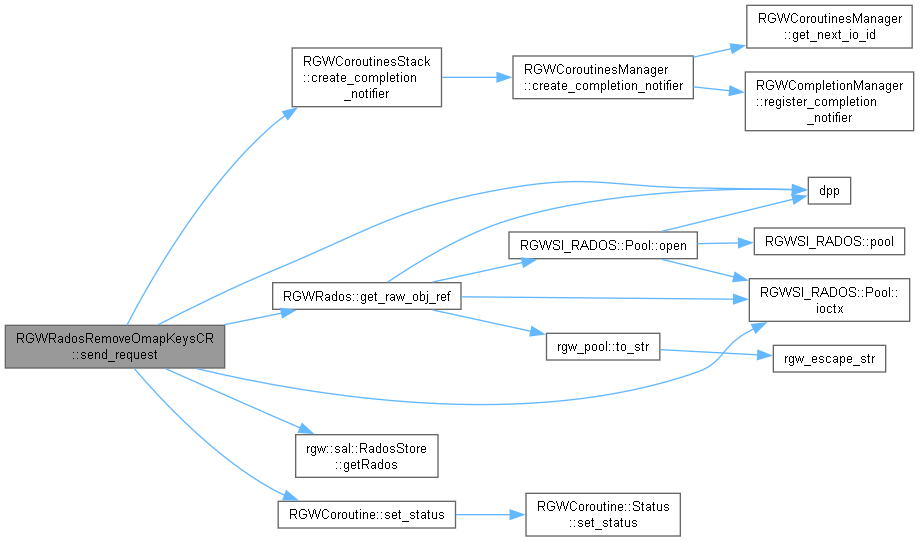 RGWCoroutinesManager
::get_next_io_id
RGWCoroutinesStack
::create_completion
_notifier
RGWCoroutinesManager
::create_completion_notifier
RGWCompletionManager
::register_completion
_notifier
dpp
RGWSI_RADOS::Pool::open
RGWSI_RADOS::pool
RGWRados::get_raw_obj_ref
RGWSI_RADOS::Pool::
ioctx
RGWRadosRemoveOmapKeysCR
::send_request
rgw_pool::to_str
rgw_escape_str
rgw::sal::RadosStore
::getRados
RGWCoroutine::set_status
RGWCoroutine::Status
::set_status